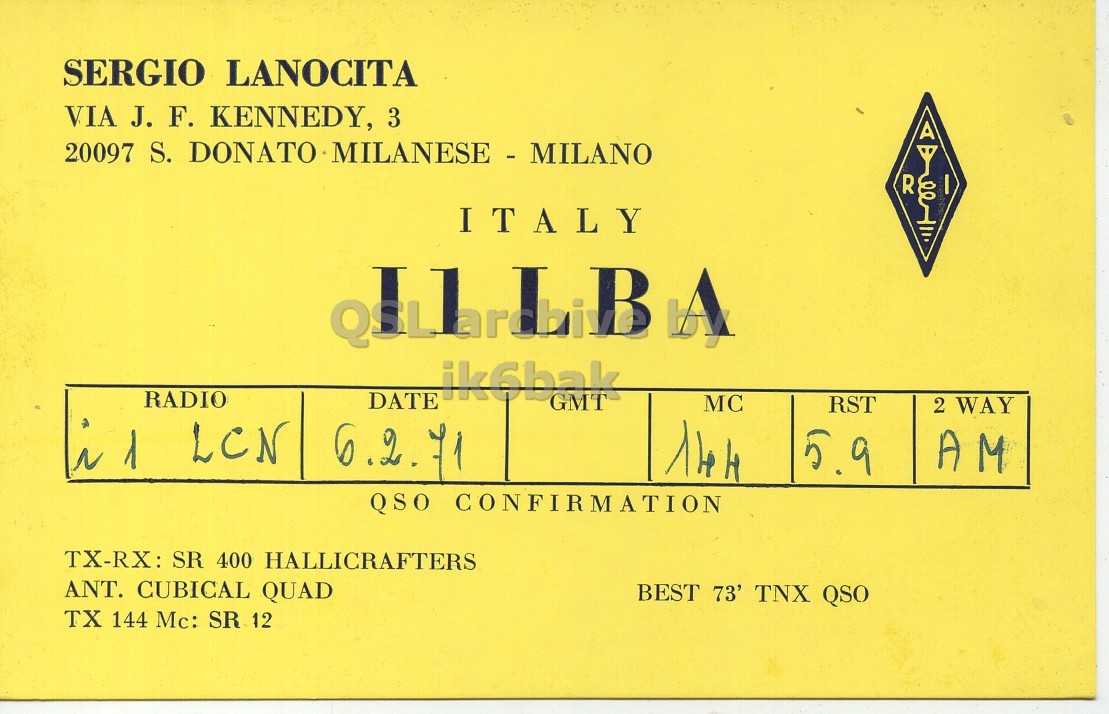 SERGIO LANOCITA
VIA J. F. KENNEDY, 3
20097 S. DONATO MILANESE - MILANO
A
R I
ITALY
I1LBA
QSL archive by
ik6bak
RADIO DATE GMT MC RST 2 WAY
i1 LCN 6.2.71 144 5.9 AM
QSO CONFIRMATION
TX-RX: SR 400 HALLICRAFTERS
ANT. CUBICAL QUAD
BEST 73' TNX QSO
TX 144 Mc: SR 12